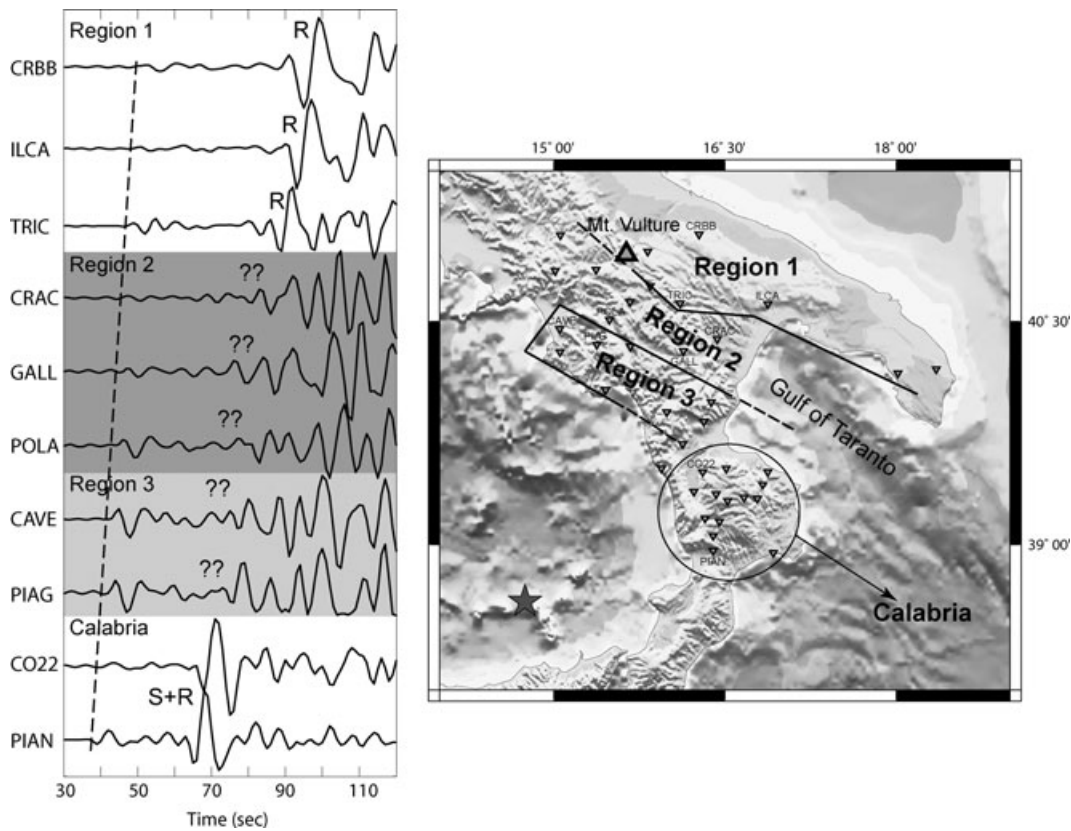 Region 1
CRBB
R
ILCA
R
TRIC
R
Region 2
CRAC
??
GALL
??
POLA
??
Region 3
CAVE
??
PIAG
??
Calabria
CO22
S+R
PIAN
30 50 70 90 110
Time (sec)
15° 00' 16° 30' 18° 00'
Mt. Vulture
CRBB
Region 1
TRIC
ILCA
40° 30'
Region 2
GALL
Region 3
Gulf of Taranto
CO22
39° 00'
PIAN
Calabria